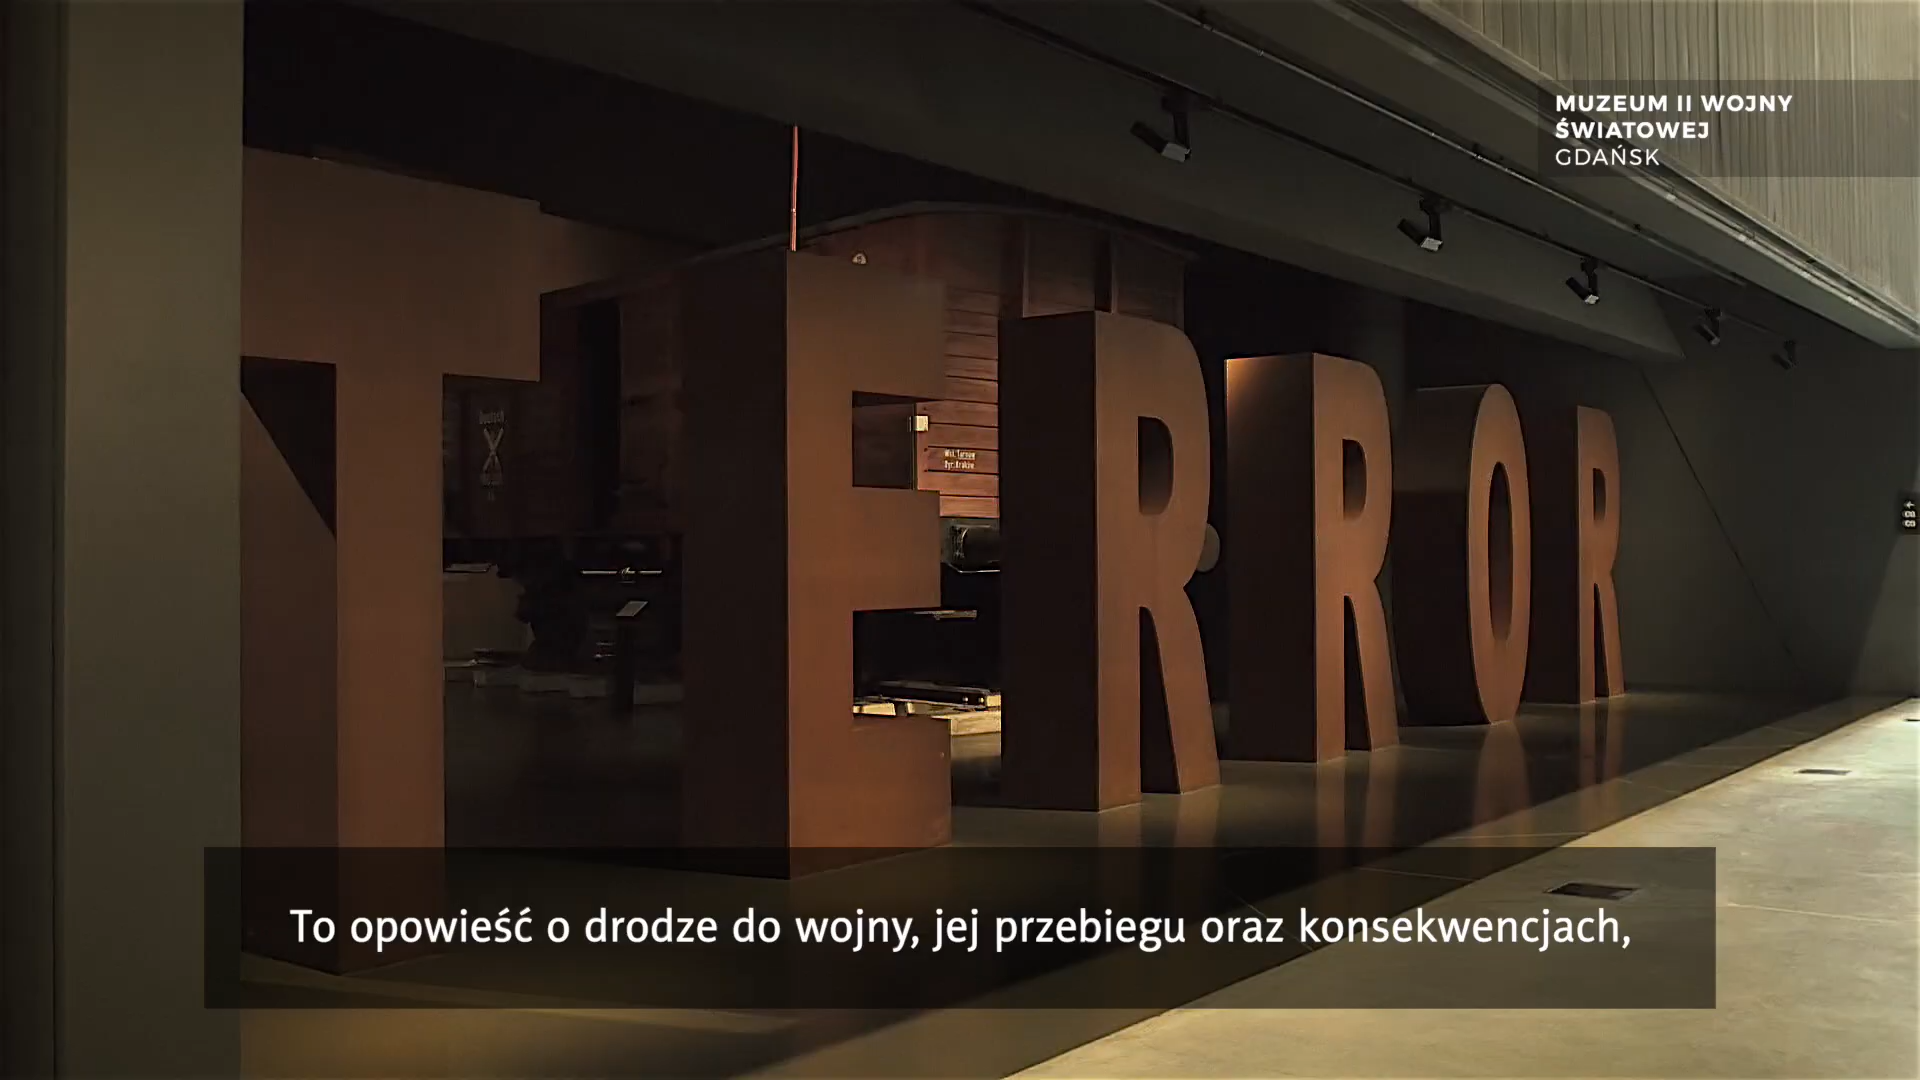 MUZEUM II WOJNY
ŚWIATOWEJ
GDAŃSK
TERROR
To opowieść o drodze do wojny, jej przebiegu oraz konsekwencjach,